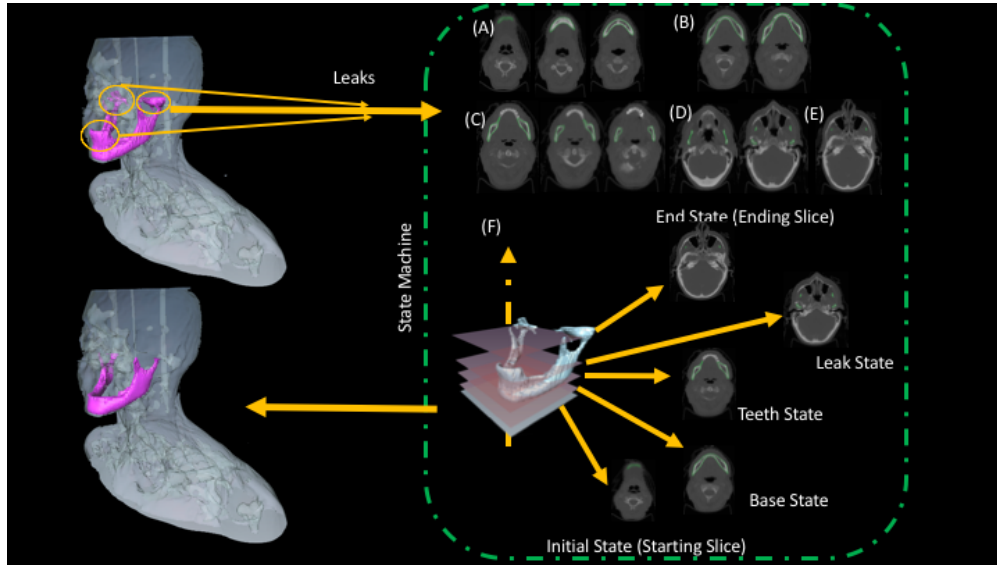 (A)
(B)
Leaks
(C)
(D)
(E)
End State (Ending Slice)
(F)
State Machine
Leak State
Teeth State
Base State
Initial State (Starting Slice)